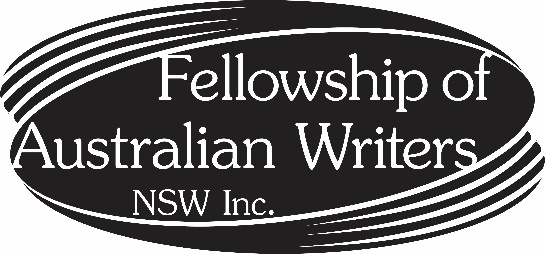 Fellowship of
Australian Writers
NSW Inc.